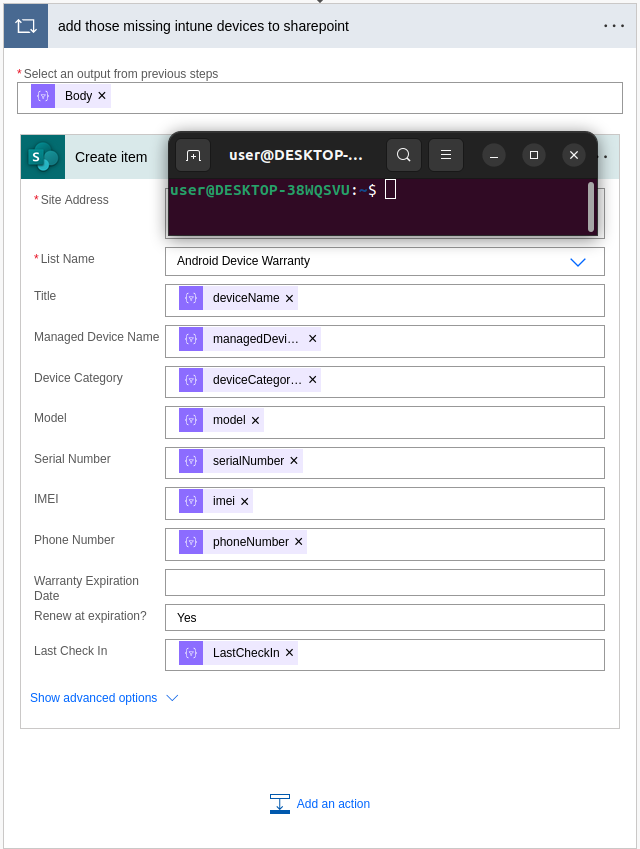 add those missing intune devices to sharepoint
* Select an output from previous steps
Body
Create item
user@DESKTOP-...
user@DESKTOP-38WQSVU:~$
* Site Address
* List Name
Android Device Warranty
Title
deviceName
Managed Device Name
managedDevi...
Device Category
deviceCategor...
Model
model
Serial Number
serialNumber
IMEI
imei
Phone Number
phoneNumber
Warranty Expiration
Date
Renew at expiration?
Yes
Last Check In
LastCheckIn
Show advanced options
Add an action